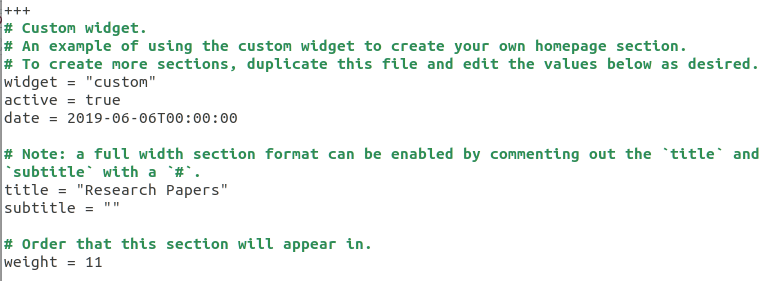 +++
# Custom widget.
# An example of using the custom widget to create your own homepage section.
# To create more sections, duplicate this file and edit the values below as desired.
widget = "custom"
active = true
date = 2019-06-06T00:00:00
# Note: a full width section format can be enabled by commenting out the `title` and
`subtitle` with a `#`.
title = "Research Papers"
subtitle = ""
# Order that this section will appear in.
weight = 11